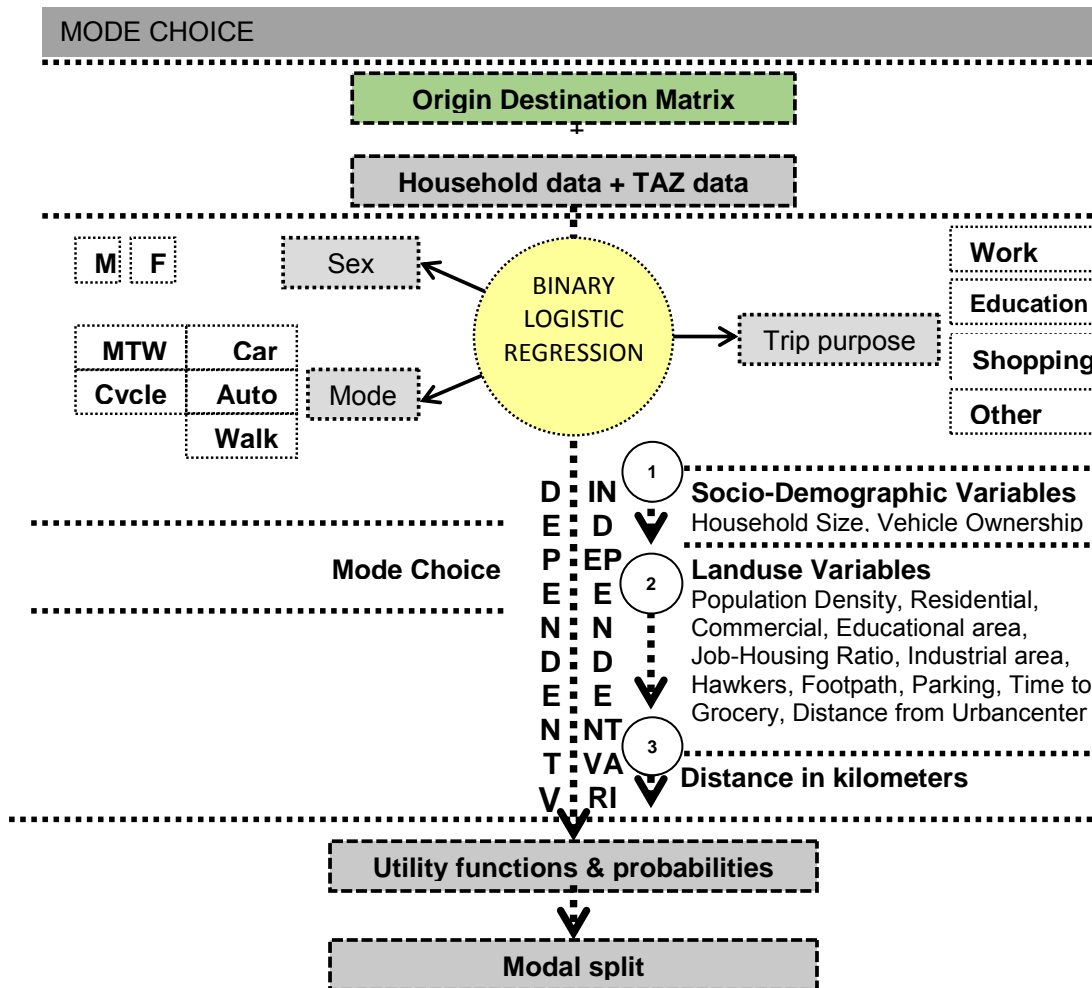 MODE CHOICE
Origin Destination Matrix
+
Household data + TAZ data
M F
Sex
BINARY
LOGISTIC
REGRESSION
Work
Education
Shopping
Other
Trip purpose
MTW Car
Cycle Auto
Walk
Mode
D
E
P
E
N
D
E
N
T
V
IN
D
EP
E
N
D
E
NT
VA
RI
1
Socio-Demographic Variables
Household Size, Vehicle Ownership
Mode Choice
2
Landuse Variables
Population Density, Residential,
Commercial, Educational area,
Job-Housing Ratio, Industrial area,
Hawkers, Footpath, Parking, Time to
Grocery, Distance from Urbancenter
3
Distance in kilometers
Utility functions & probabilities
Modal split